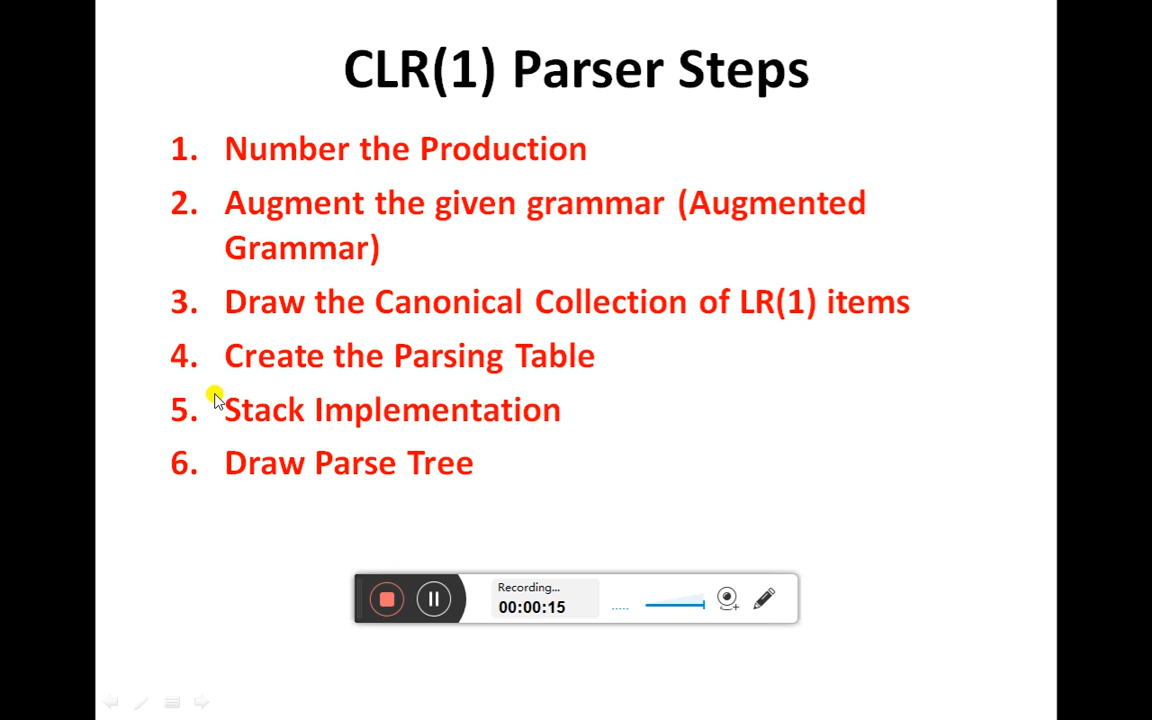 CLR(1) Parser Steps
1. Number the Production
2. Augment the given grammar (Augmented
Grammar)
3. Draw the Canonical Collection of LR(1) items
4. Create the Parsing Table
5. Stack Implementation
6. Draw Parse Tree
Recording...
00:00:15